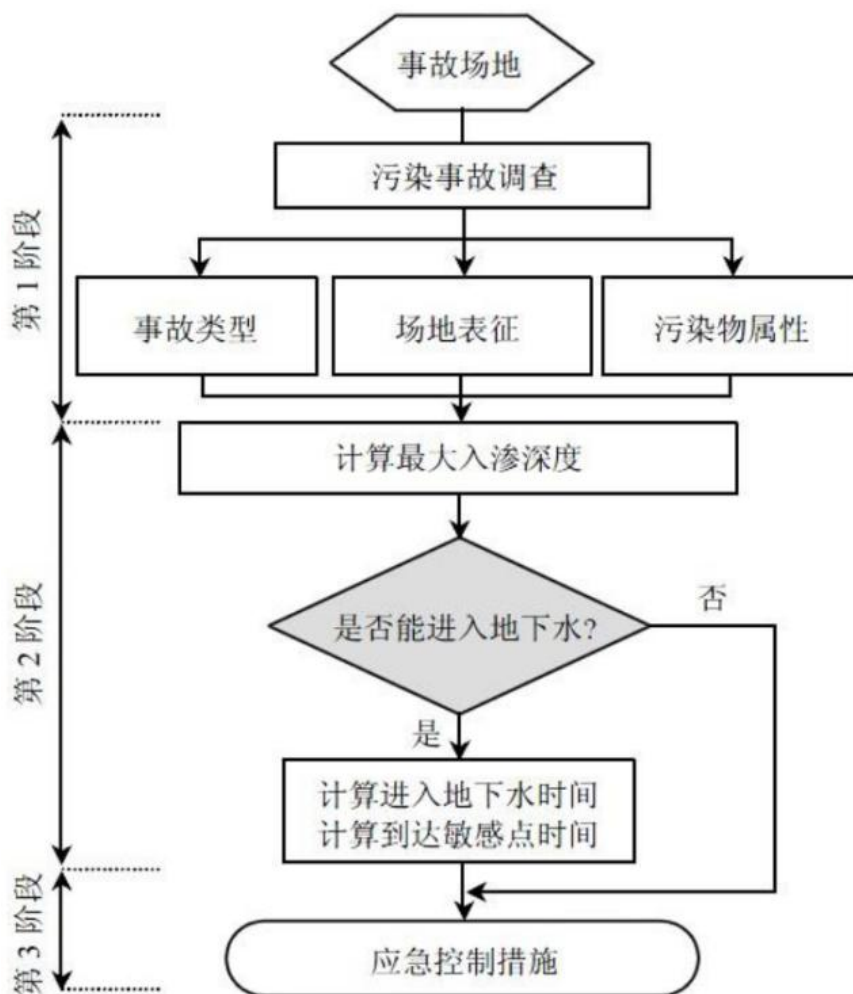 事故场地
第1阶段
污染事故调查
事故类型
场地表征
污染物属性
第2阶段
计算最大入渗深度
是否能进入地下水?
否
是
计算进入地下水时间
计算到达敏感点时间
第3阶段
应急控制措施